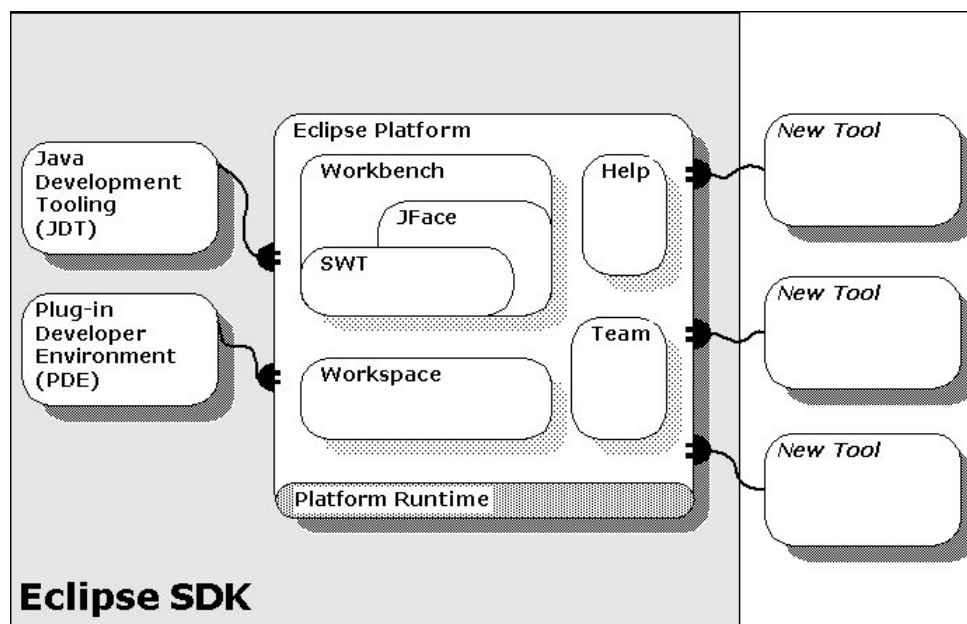 Eclipse Platform
Java
Development
Tooling
(JDT)
Workbench
JFace
SWT
Help
New Tool
Plug-in
Developer
Environment
(PDE)
Workspace
Team
New Tool
New Tool
Platform Runtime
Eclipse SDK